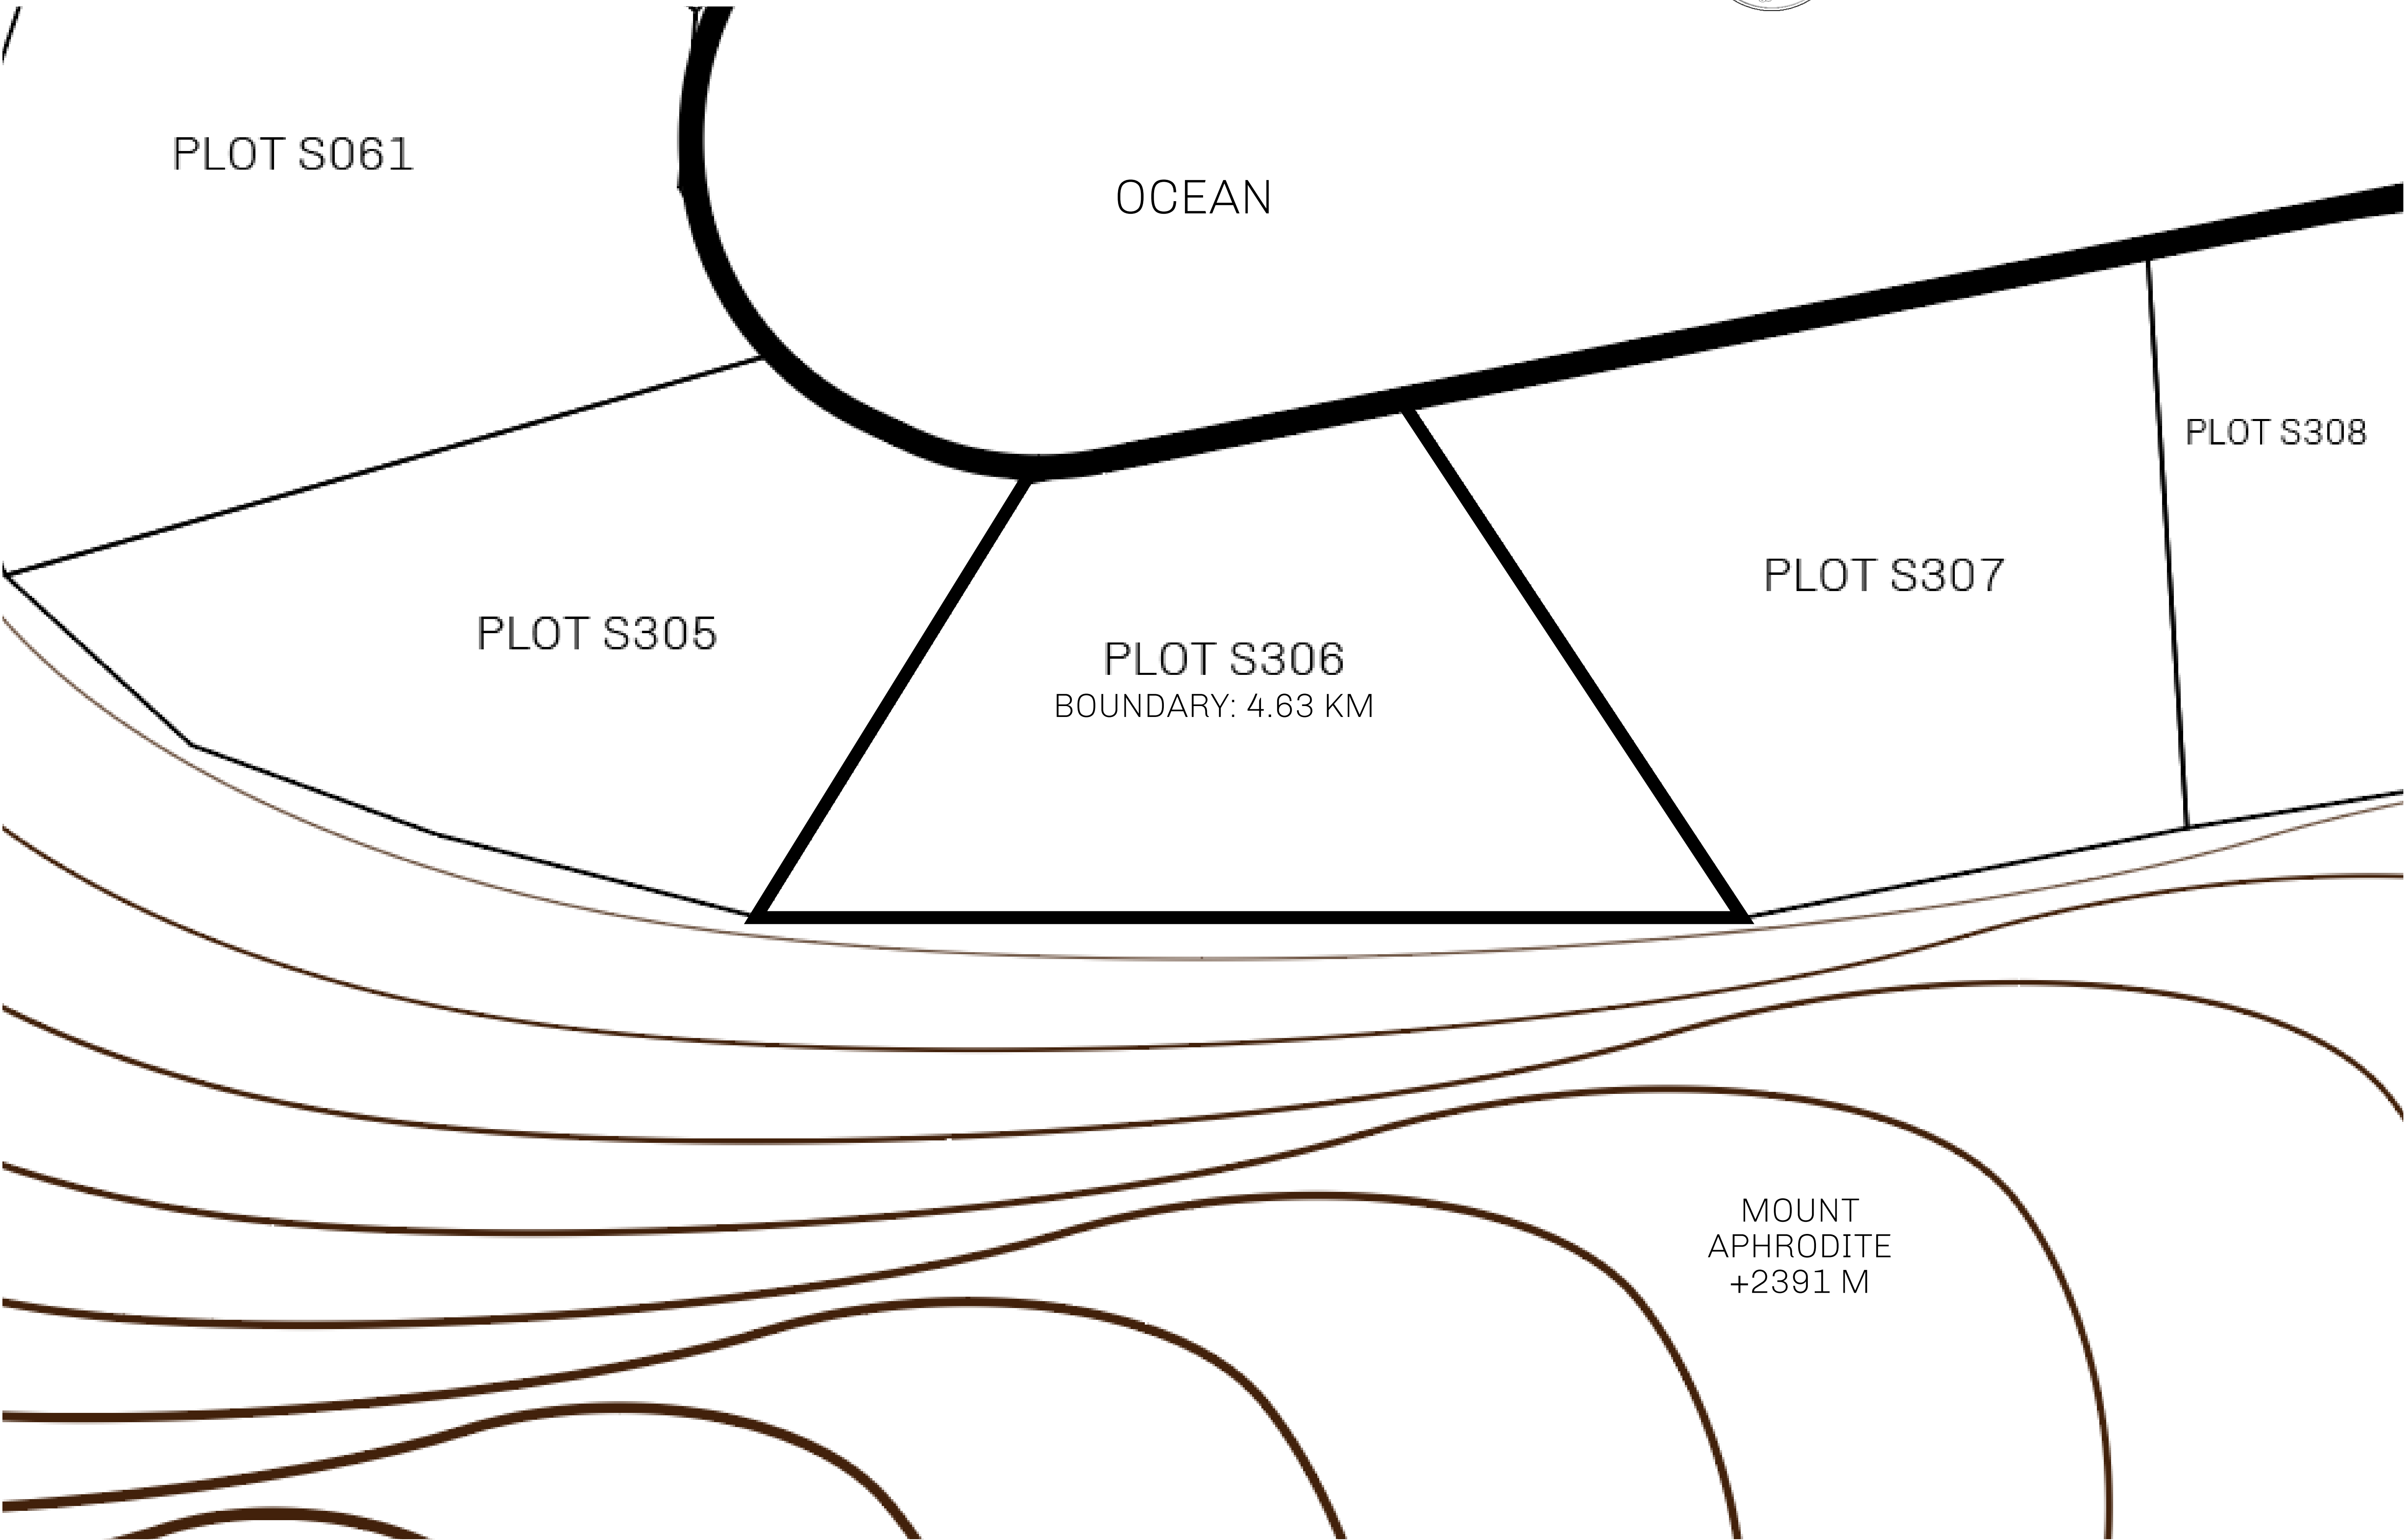 PLOT S061
OCEAN
PLOT S308
PLOT S307
PLOT S305
PLOT S306
BOUNDARY: 4.63 KM
MOUNT
APHRODITE
+2391 M